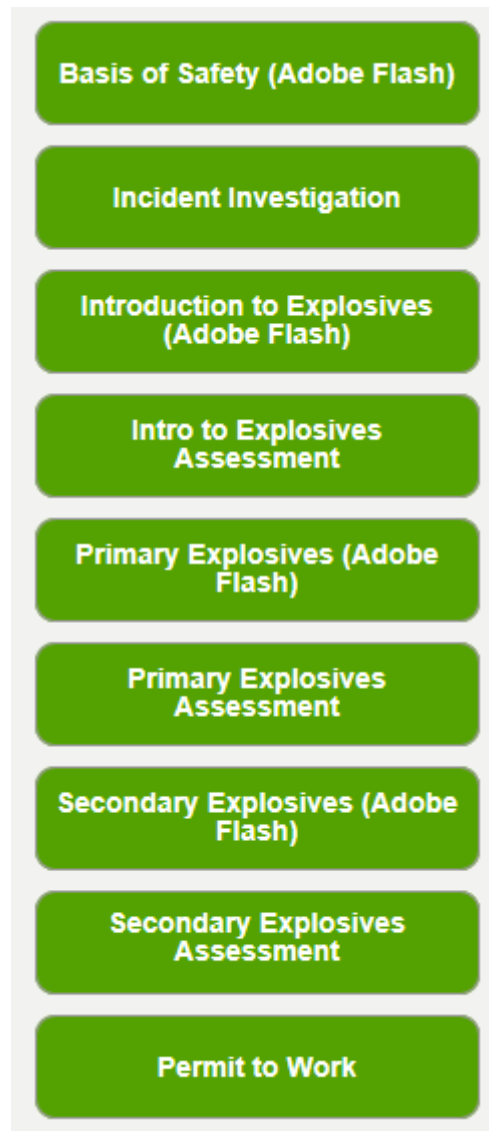 Basis of Safety (Adobe Flash)
Incident Investigation
Introduction to Explosives
(Adobe Flash)
Intro to Explosives
Assessment
Primary Explosives (Adobe
Flash)
Primary Explosives
Assessment
Secondary Explosives (Adobe
Flash)
Secondary Explosives
Assessment
Permit to Work